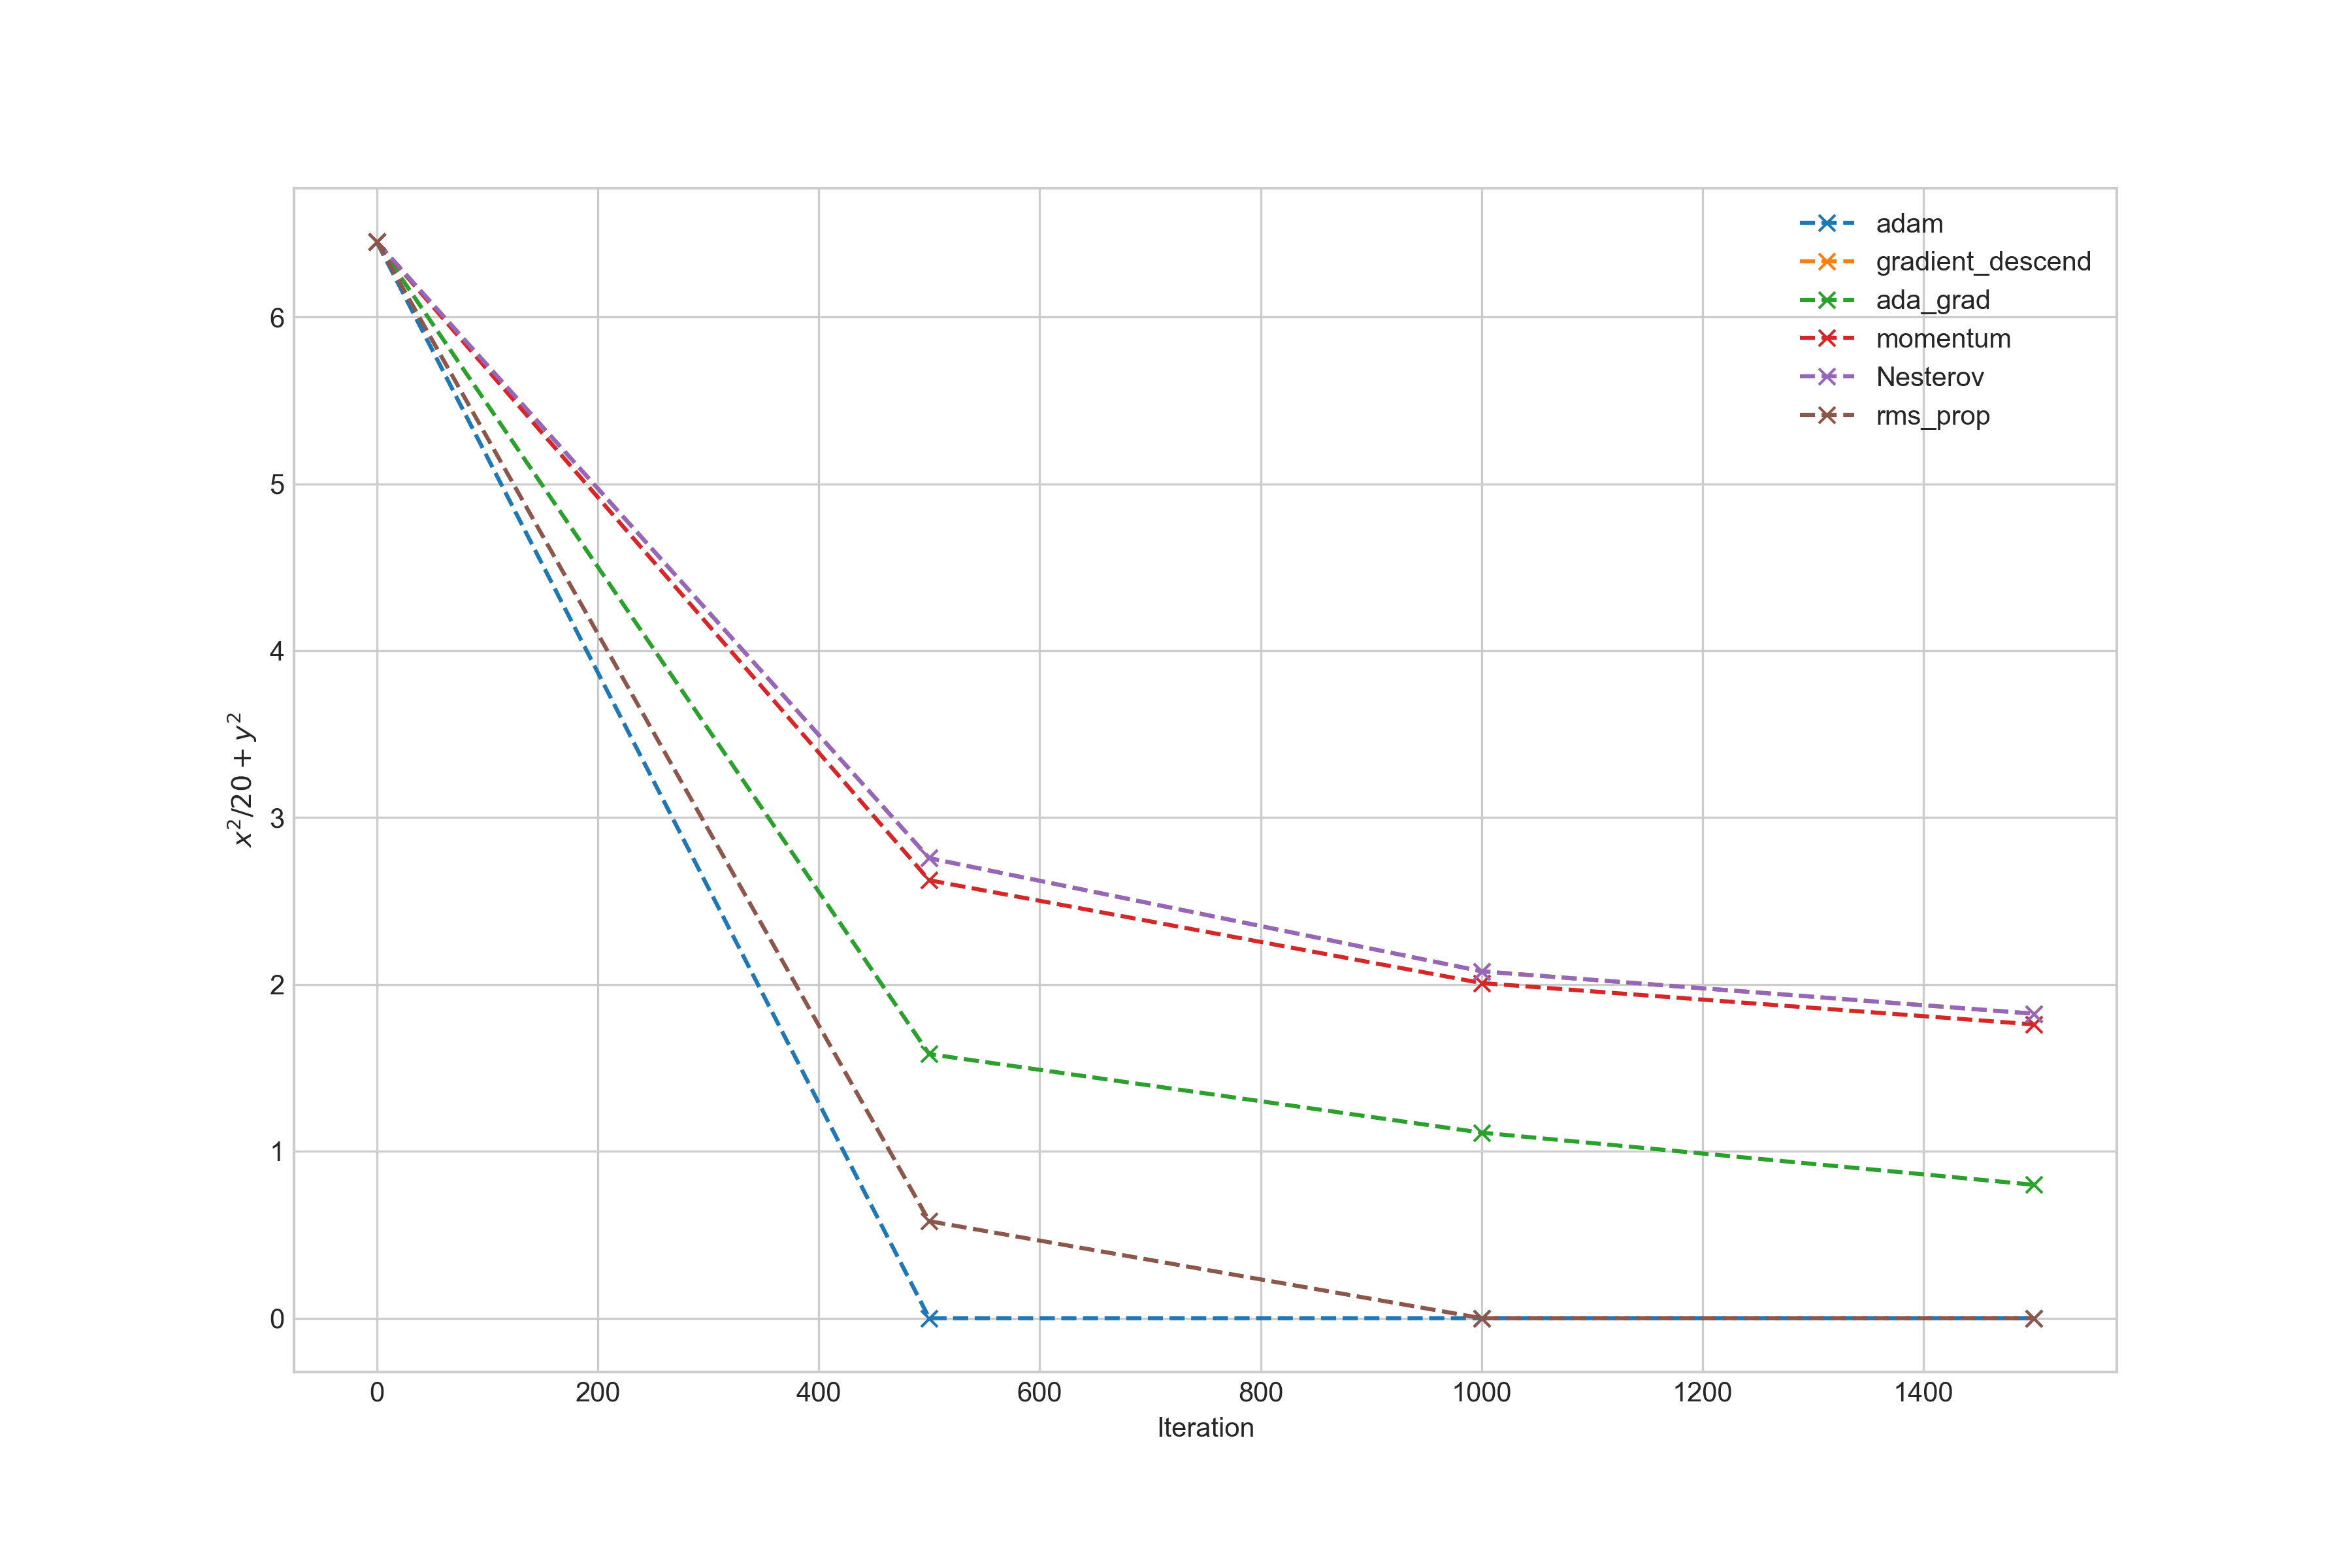 adam
gradient_descend
ada_grad
momentum
Nesterov
rms_prop
6
5
4
3
2
1
0
x²/20 + y²
0 200 400 600 800 1000 1200 1400
Iteration